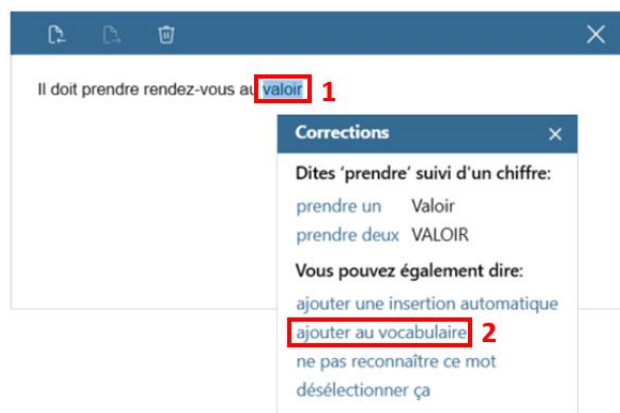 Il doit prendre rendez-vous au valoir 1
Corrections
Dites ‘prendre’ suivi d'un chiffre:
prendre un Valoir
prendre deux VALOIR
Vous pouvez également dire:
ajouter une insertion automatique
ajouter au vocabulaire 2
ne pas reconnaître ce mot
désélectionner ça